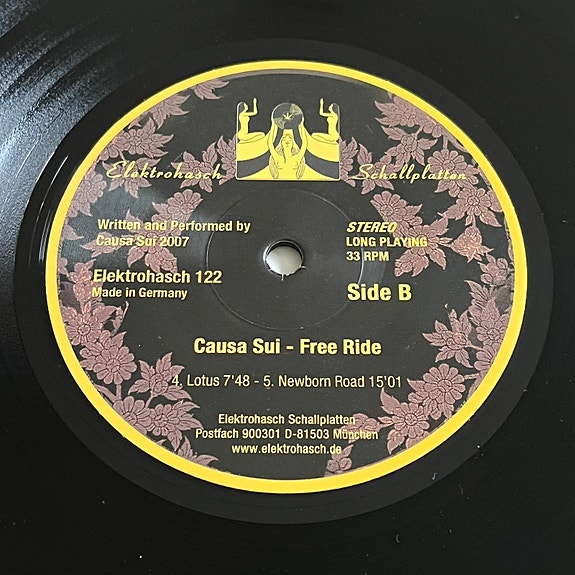 Elektrohasch Schallplatten
Written and Performed by
Causa Sui 2007
STEREO
LONG PLAYING
33 RPM
Elektrohasch 122
Made in Germany
Side B
Causa Sui - Free Ride
4. Lotus 7'48 - 5. Newborn Road 15'01
Elektrohasch Schallplatten
Postfach 900301 D-81503 München
www.elektrohasch.de